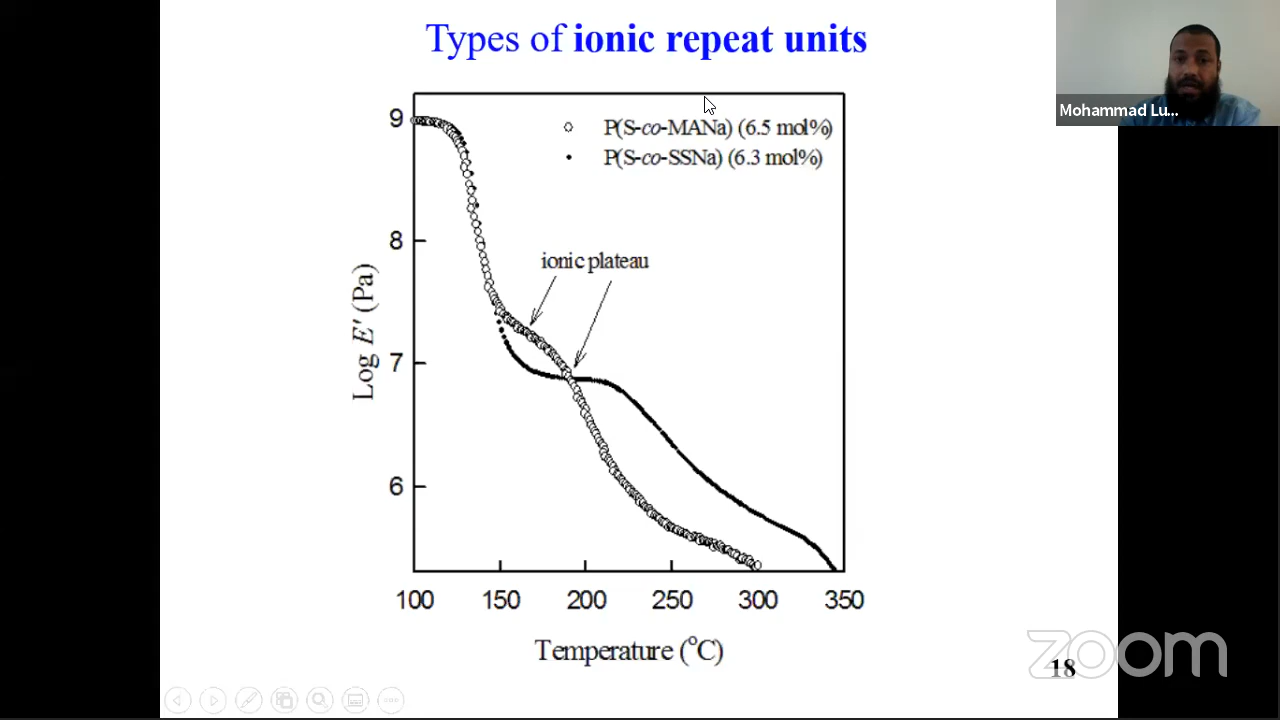 Types of ionic repeat units
Mohammad Lu...
P(S-co-MANa) (6.5 mol%)
P(S-co-SSNa) (6.3 mol%)
ionic plateau
Log E' (Pa)
9
8
7
6
100 150 200 250 300 350
Temperature (°C)
zoom
18